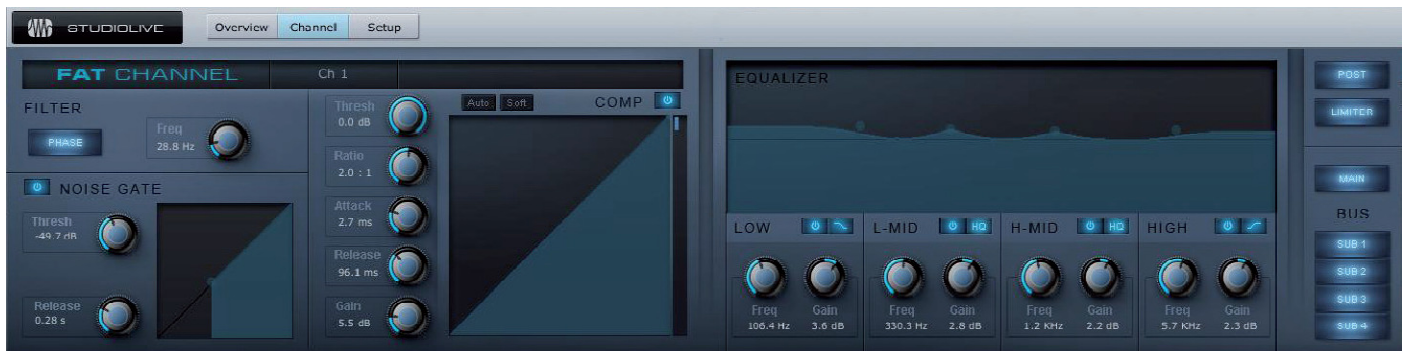 STUDIOLIVE
Overview Channel Setup
FAT CHANNEL Ch 1
FILTER
PHASE
Freq
28.8 Hz
NOISE GATE
Thresh
-49.7 dB
Release
0.28 s
Thresh
0.0 dB
Ratio
2.0 : 1
Attack
2.7 ms
Release
96.1 ms
Gain
5.5 dB
Auto Soft COMP
EQUALIZER
LOW
Freq Gain
106.4 Hz 3.6 dB
L-MID HQ
Freq Gain
330.3 Hz 2.8 dB
H-MID HQ
Freq Gain
1.2 KHz 2.2 dB
HIGH
Freq Gain
5.7 KHz 2.3 dB
POST
LIMITER
MAIN
BUS
SUB 1
SUB 2
SUB 3
SUB 4